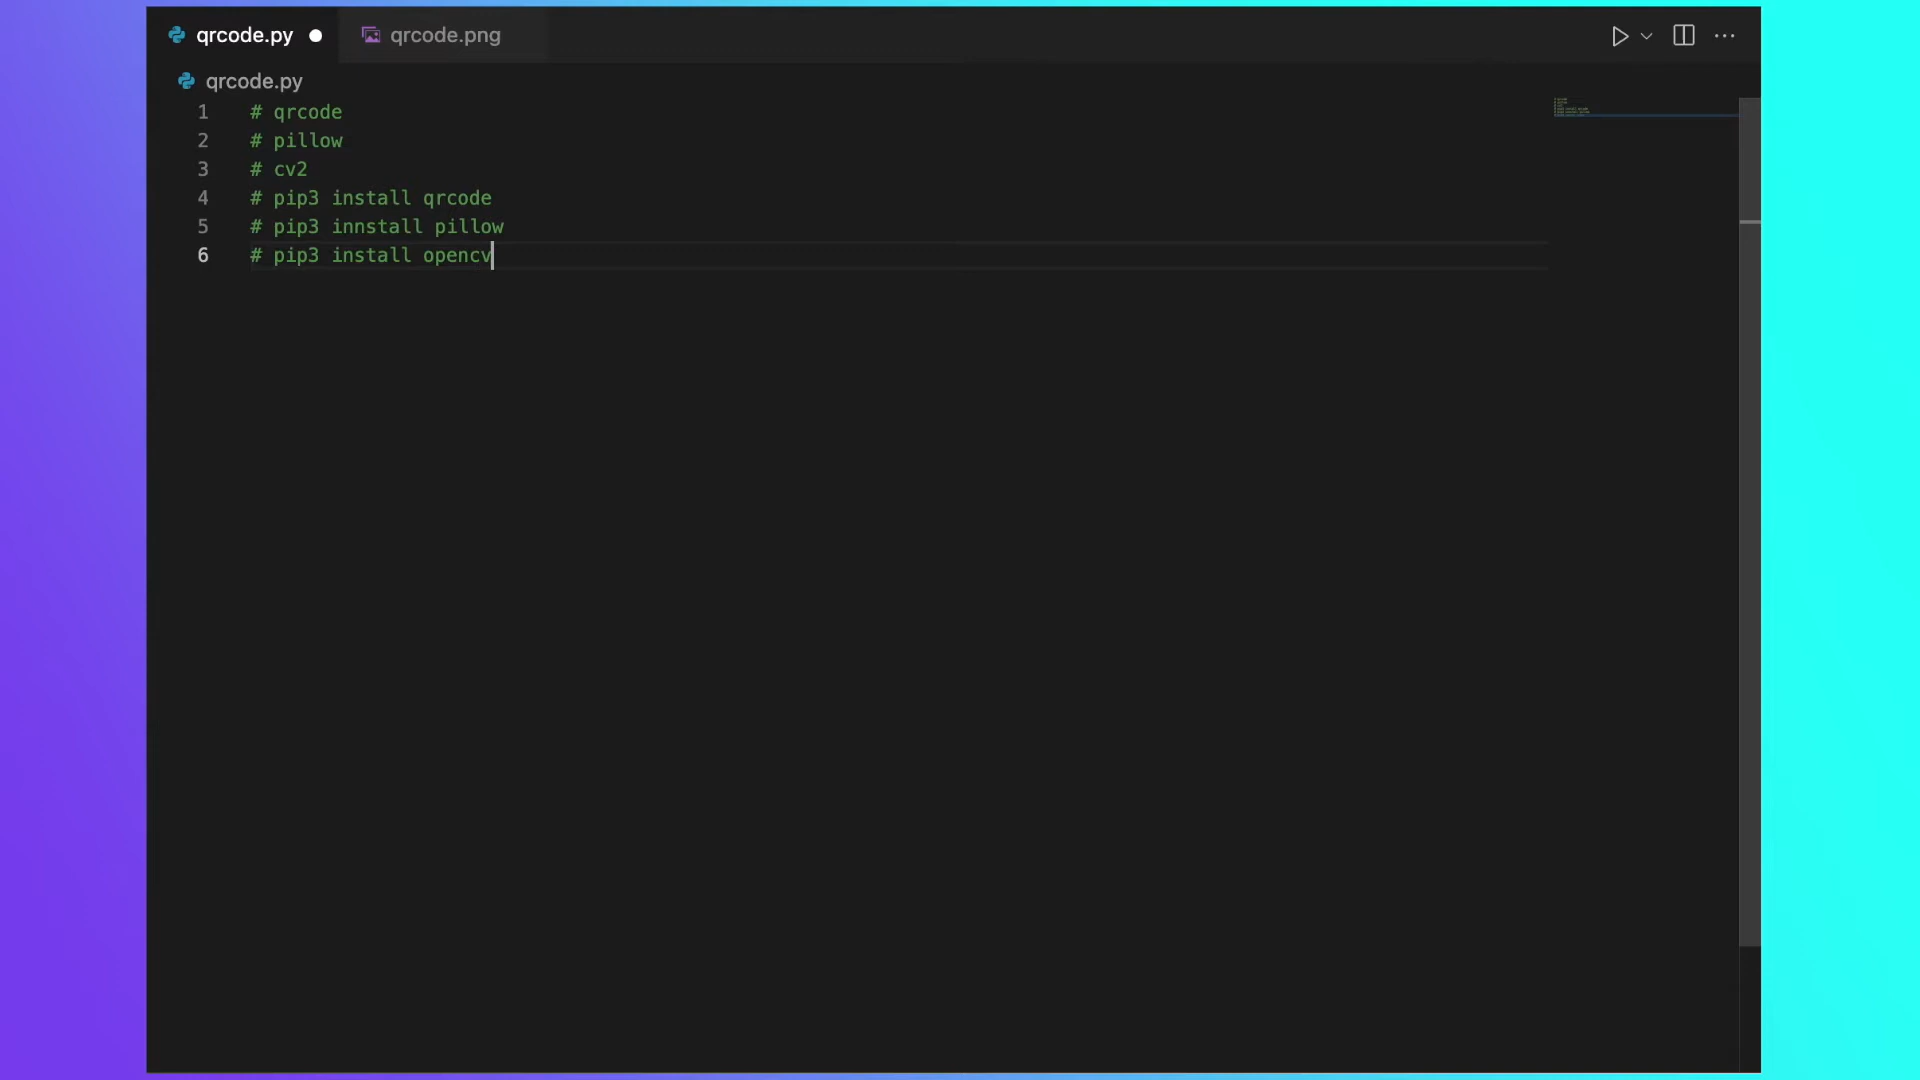 qrcode.py
qrcode.png
qrcode.py
1 # qrcode
2 # pillow
3 # cv2
4 # pip3 install qrcode
5 # pip3 innstall pillow
6 # pip3 install opencv